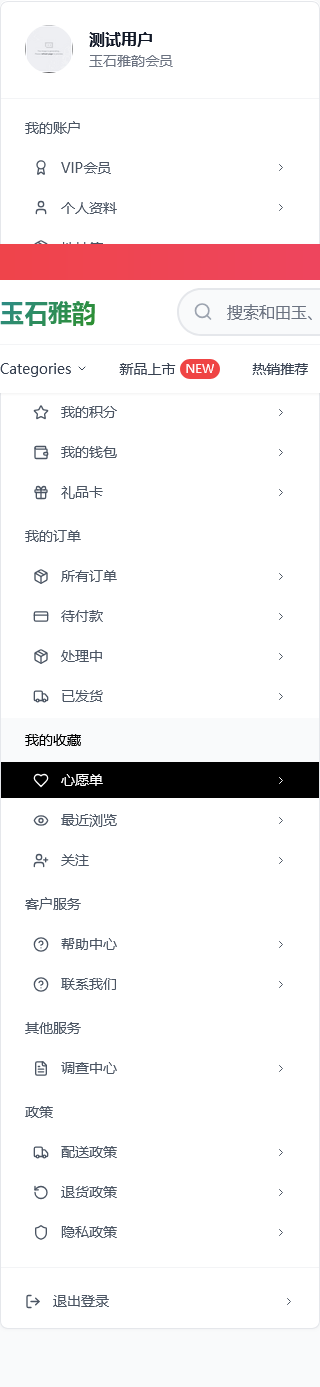 测试用户
玉石雅韵会员
我的账户
VIP会员
个人资料
玉石雅韵
搜索和田玉、
Categories
新品上市 NEW
热销推荐
我的积分
我的钱包
礼品卡
我的订单
所有订单
待付款
处理中
已发货
我的收藏
心愿单
最近浏览
关注
客户服务
帮助中心
联系我们
其他服务
调查中心
政策
配送政策
退货政策
隐私政策
退出登录